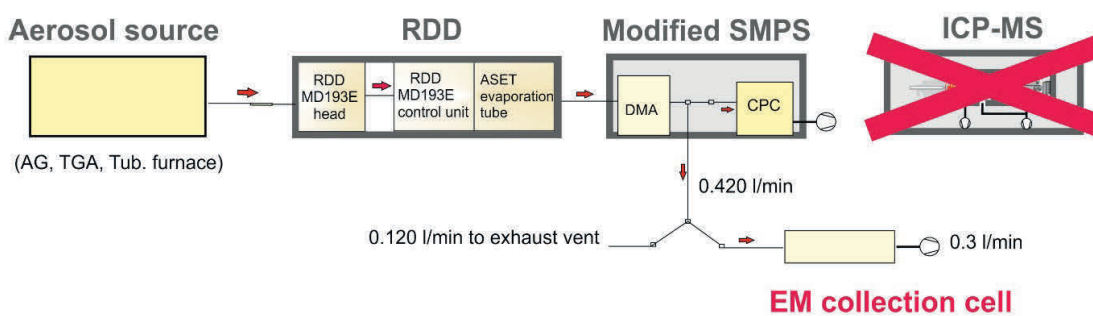 Aerosol source
RDD
Modified SMPS
ICP-MS
RDD
MD193E
head
RDD
MD193E
control unit
ASET
evaporation
tube
DMA
CPC
(AG, TGA, Tub. furnace)
0.420 l/min
0.120 l/min to exhaust vent
0.3 l/min
EM collection cell